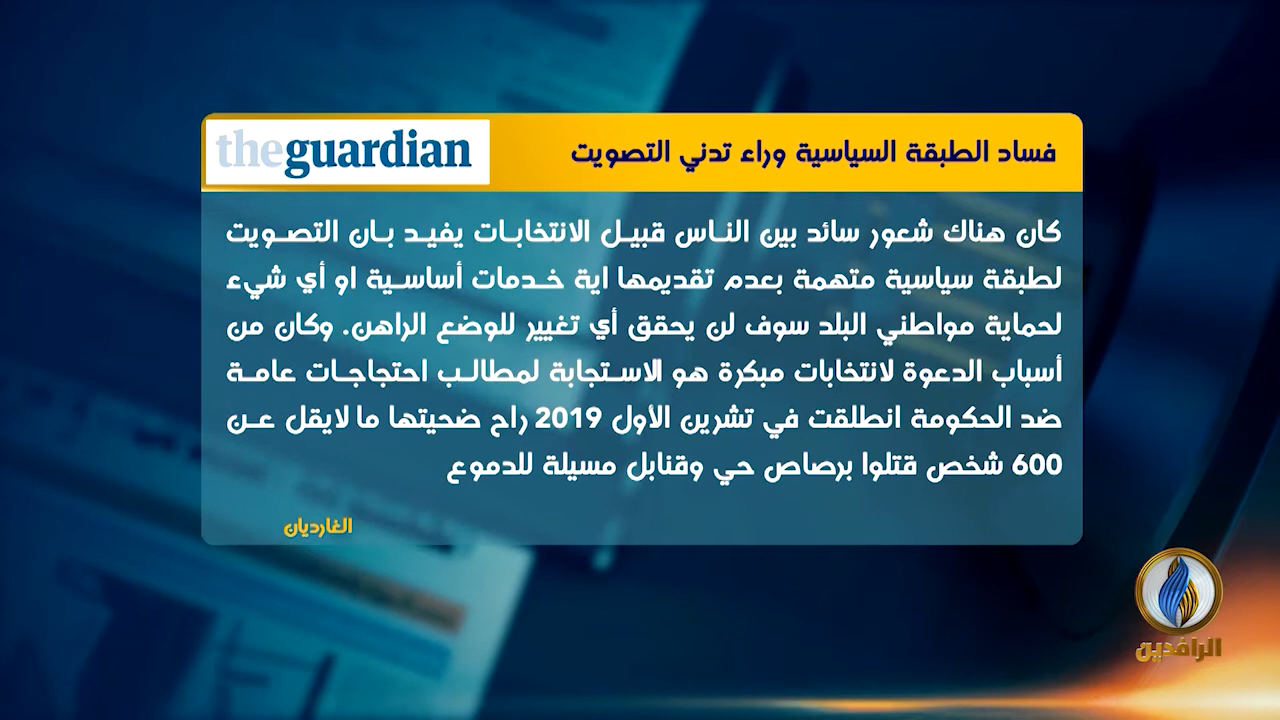 theguardian
فساد الطبقة السياسية وراء تدني التصويت
كان هناك شعور سائد بين الناس قبيل الانتخابات يفيد بان التصويت
لطبقة سياسية متهمة بعدم تقديمها اية خدمات أساسية او أي شيء
لحماية مواطني البلد سوف لن يحقق أي تغيير للوضع الراهن. وكان من
أسباب الدعوة لانتخابات مبكرة هو الاستجابة لمطالب احتجاجات عامة
ضد الحكومة انطلقت في تشرين الأول 2019 راح ضحيتها ما لايقل عن
600 شخص قتلوا برصاص حي وقنابل مسيلة للدموع
الغارديان
الرافدين